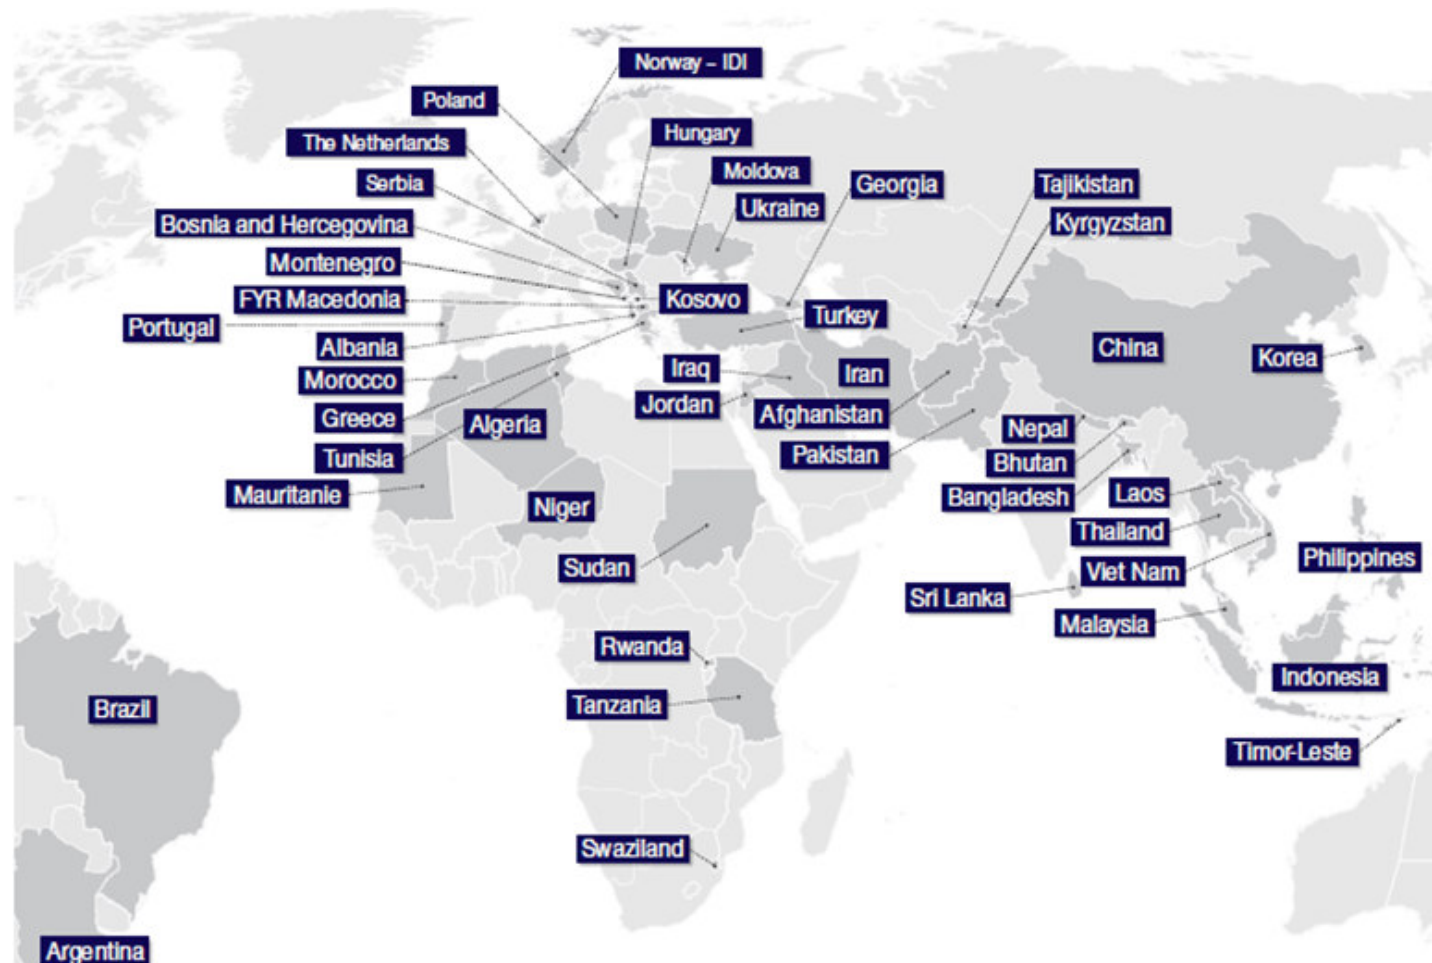 Norway – IDI
Poland
Hungary
The Netherlands
Moldova
Serbia
Georgia
Tajikistan
Ukraine
Bosnia and Hercegovina
Kyrgyzstan
Montenegro
FYR Macedonia
Kosovo
Portugal
Turkey
Albania
China
Korea
Morocco
Iraq
Iran
Jordan
Greece
Algeria
Afghanistan
Tunisia
Pakistan
Nepal
Bhutan
Mauritanie
Bangladesh
Laos
Niger
Thailand
Sudan
Viet Nam
Philippines
Sri Lanka
Malaysia
Rwanda
Indonesia
Tanzania
Brazil
Timor-Leste
Swaziland
Argentina